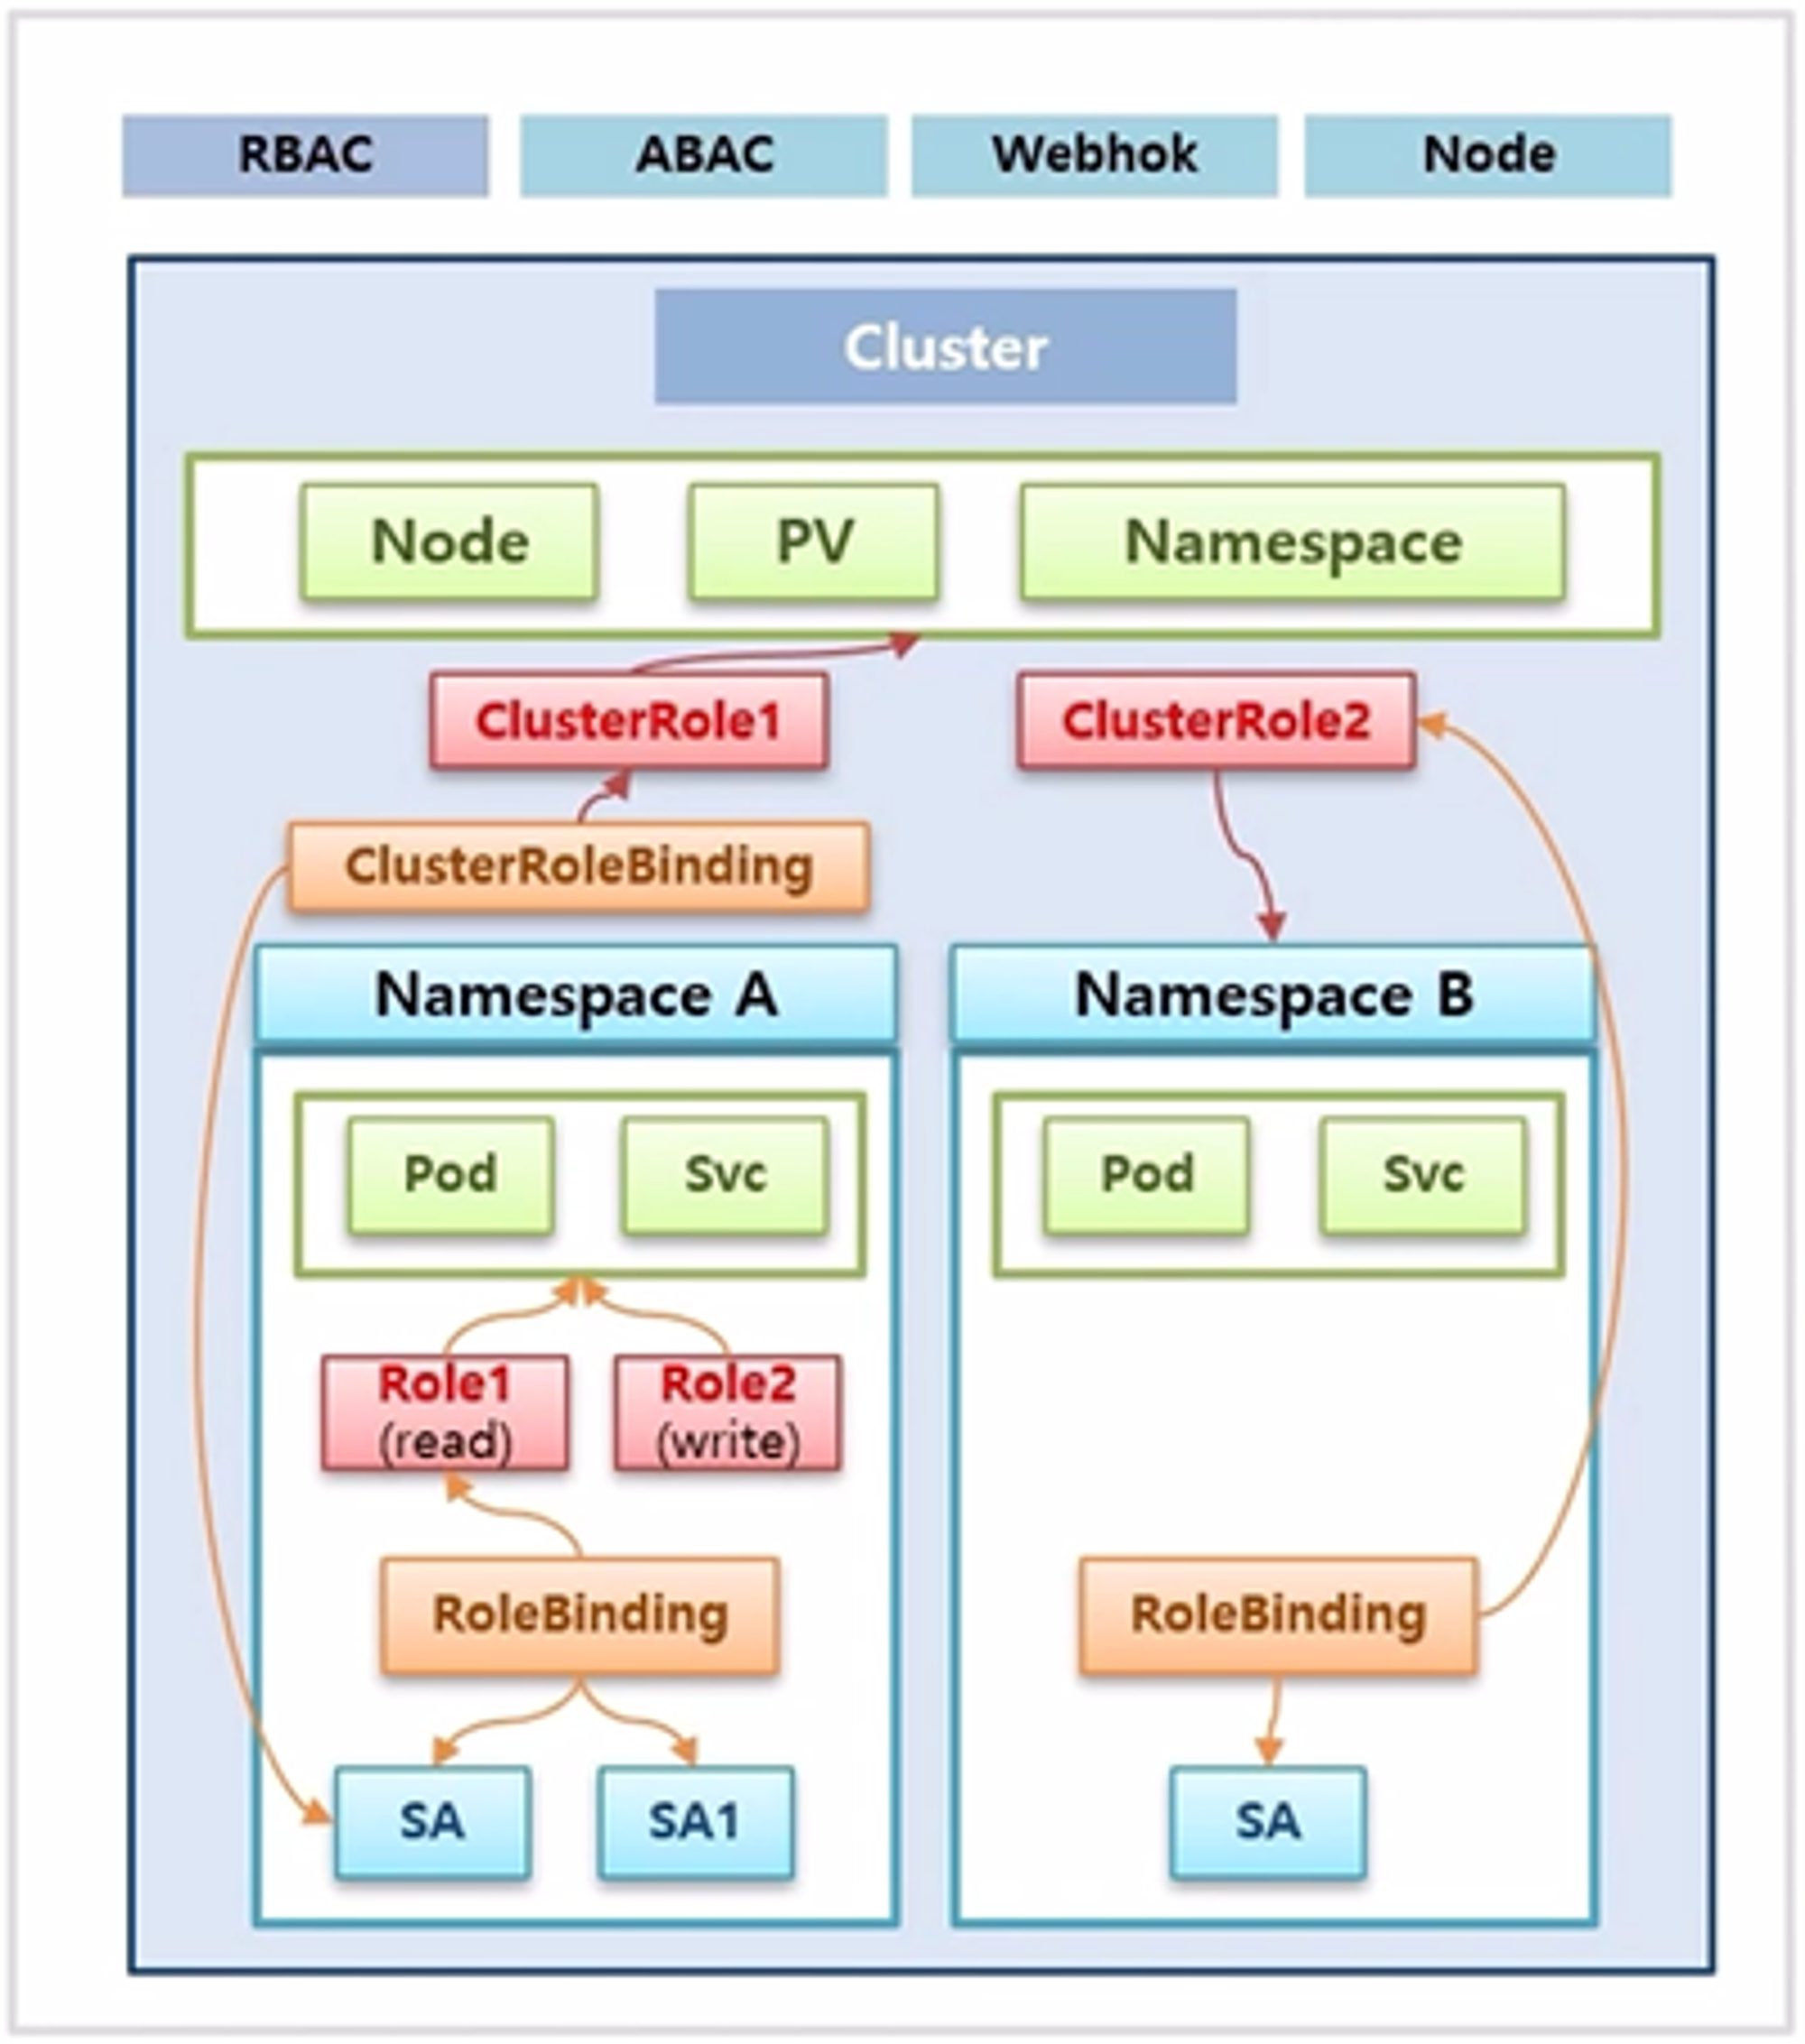 RBAC
ABAC
Webhok
Node
Cluster
Node
PV
Namespace
ClusterRole1
ClusterRole2
ClusterRoleBinding
Namespace A
Pod
Svc
Role1
(read)
Role2
(write)
RoleBinding
SA
SA1
Namespace B
Pod
Svc
RoleBinding
SA